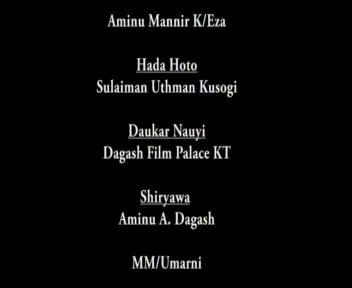 Aminu Mannir K/Eza
Hada Hoto
Sulaiman Uthman Kusogi
Daukar Nauyi
Dagash Film Palace KT
Shiryawa
Aminu A. Dagash
MM/Umarni